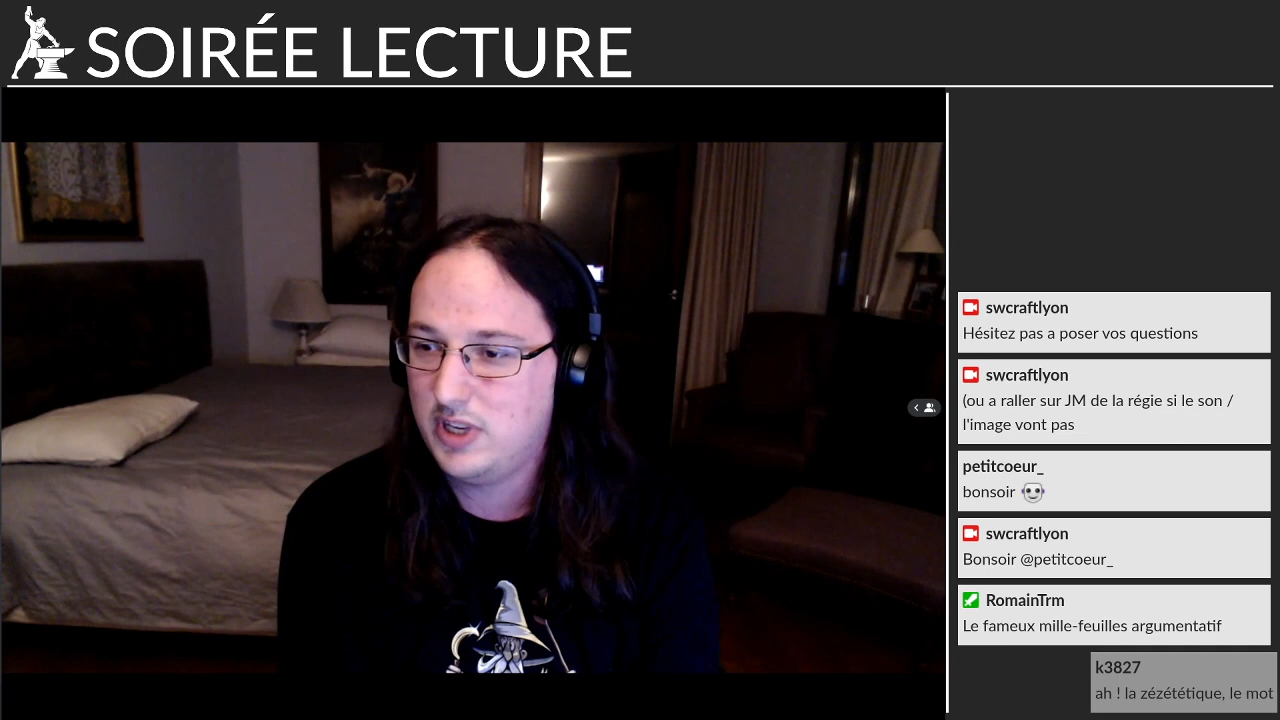 SOIRÉE LECTURE
swcraftlyon
Hésitez pas a poser vos questions
swcraftlyon
(ou a raller sur JM de la régie si le son /
l'image vont pas
petitcoeur_
bonsoir
swcraftlyon
Bonsoir @petitcoeur_
RomainTrm
Le fameux mille-feuilles argumentatif
k3827
ah ! la zézététique, le mot